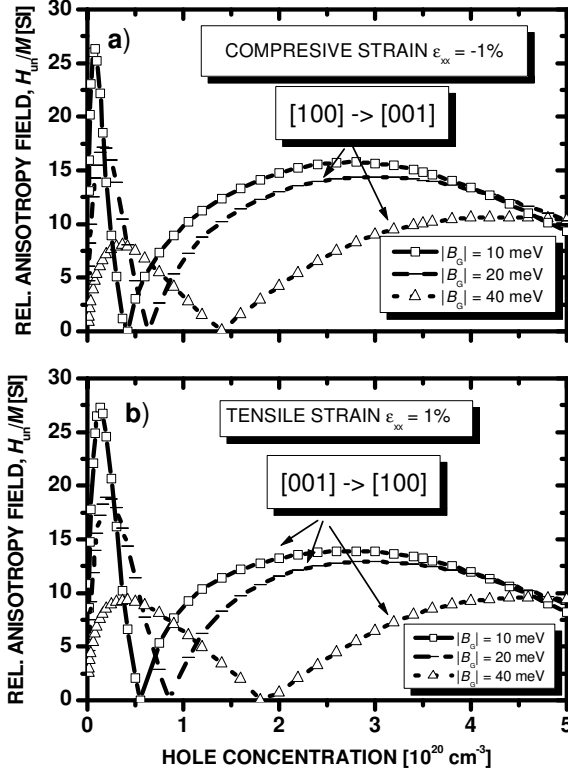 30
25
20
15
10
5
0
REL. ANISOTROPY FIELD, H_un/M [SI]
a)
COMPRESIVE STRAIN ε_xx = -1%
[100] -> [001]
|B_G| = 10 meV
|B_G| = 20 meV
|B_G| = 40 meV
30
25
20
15
10
5
0
REL. ANISOTROPY FIELD, H_un/M [SI]
b)
TENSILE STRAIN ε_xx = 1%
[001] -> [100]
|B_G| = 10 meV
|B_G| = 20 meV
|B_G| = 40 meV
0 1 2 3 4 5
HOLE CONCENTRATION [10^20 cm^-3]